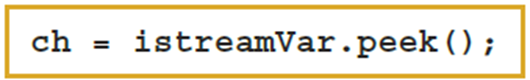 ch = istreamVar.peek();